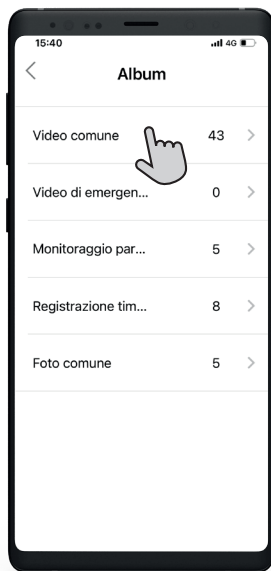 15:40 4G
Album
Video comune 43
Video di emergen... 0
Monitoraggio par... 5
Registrazione tim... 8
Foto comune 5